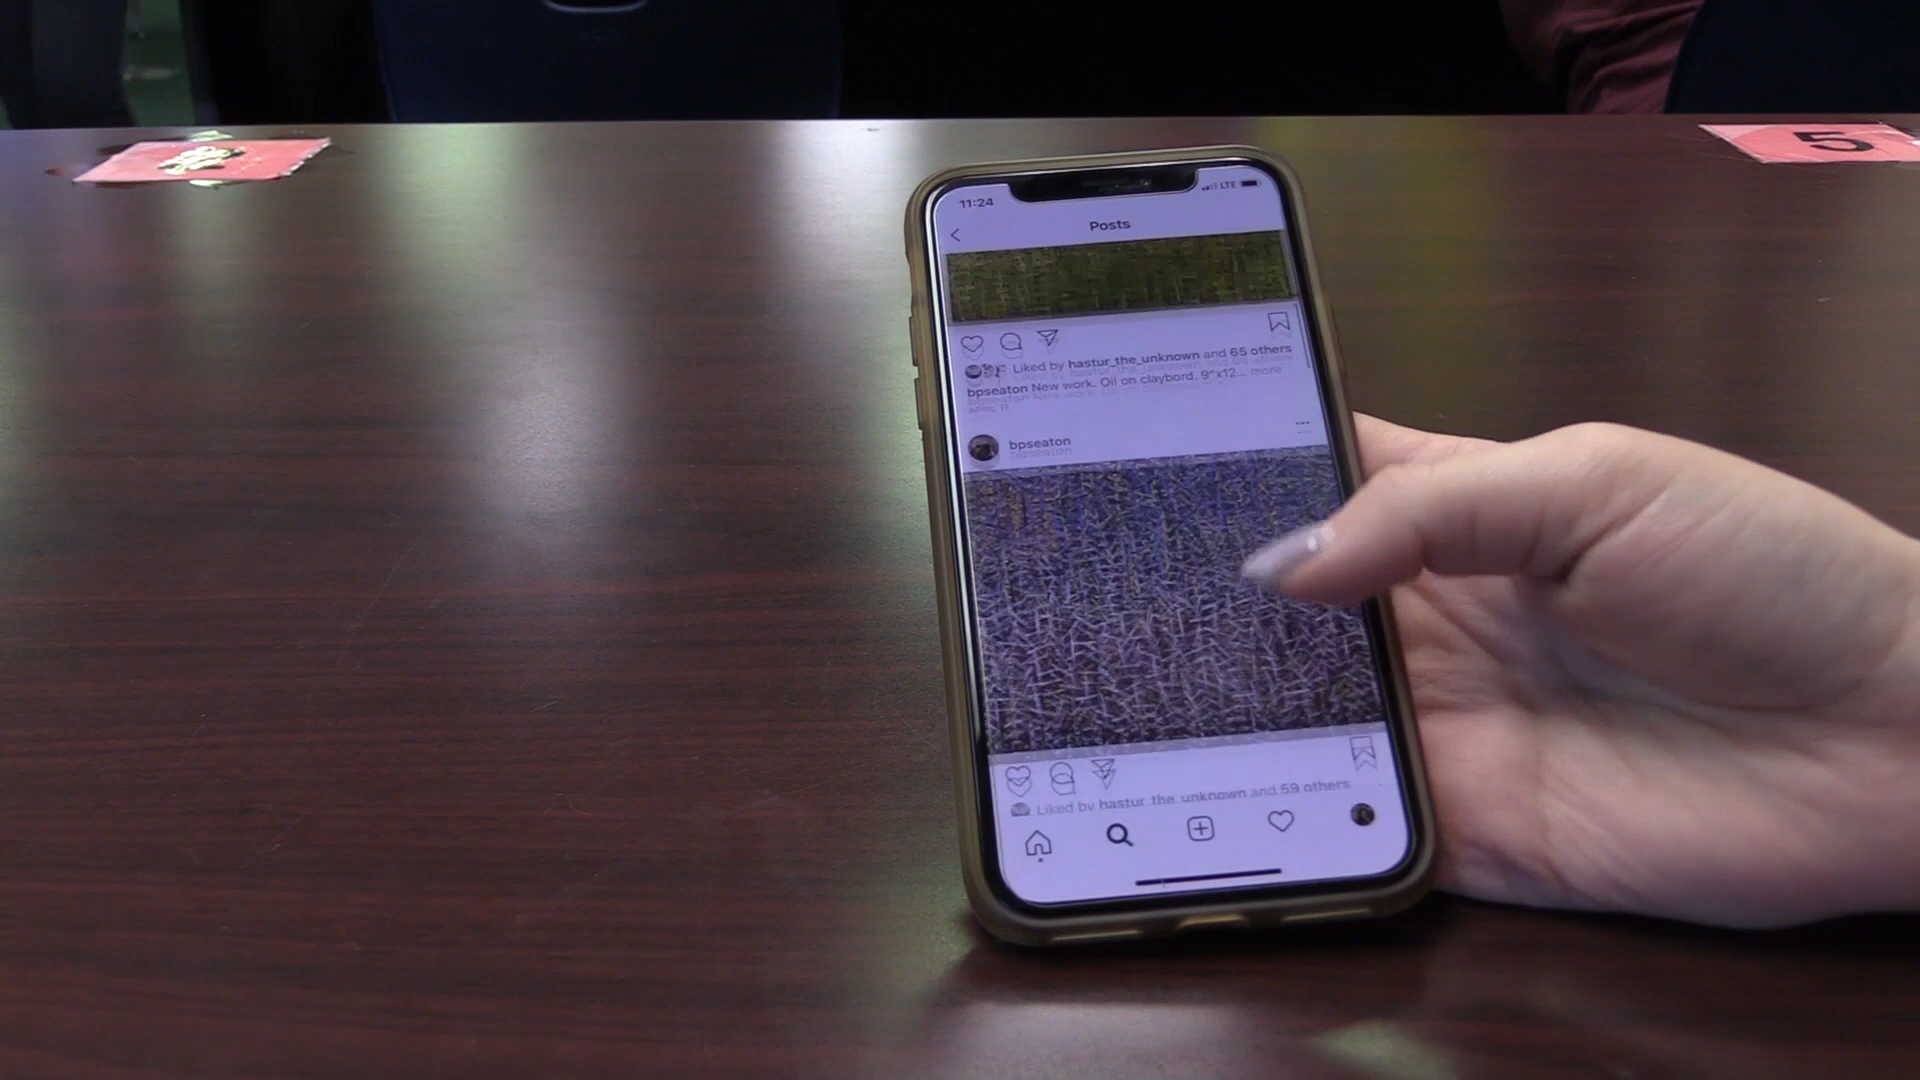 5
11:24
LTE
Posts
Liked by hastur_the_unknown and 65 others
bpseaton New work. Oil on claybord. 9"x12... more
bpseaton
Liked by hastur_the_unknown and 59 others